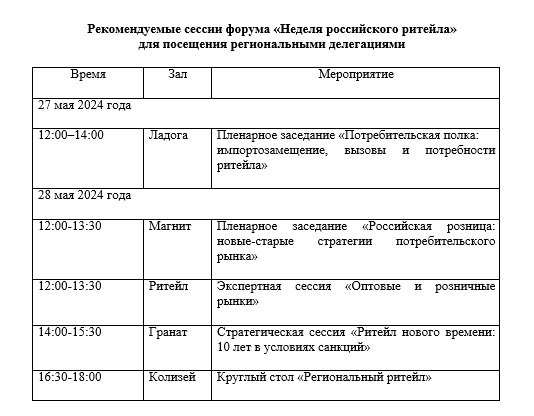 Рекомендуемые сессии форума «Неделя российского ритейла»
для посещения региональными делегациями
Время Зал Мероприятие
27 мая 2024 года
12:00–14:00 Ладога Пленарное заседание «Потребительская полка:
импортозамещение, вызовы и потребности
ритейла»
28 мая 2024 года
12:00-13:30 Магнит Пленарное заседание «Российская розница:
новые-старые стратегии потребительского
рынка»
12:00-13:30 Ритейл Экспертная сессия «Оптовые и розничные
рынки»
14:00-15:30 Гранат Стратегическая сессия «Ритейл нового времени:
10 лет в условиях санкций»
16:30-18:00 Колизей Круглый стол «Региональный ритейл»